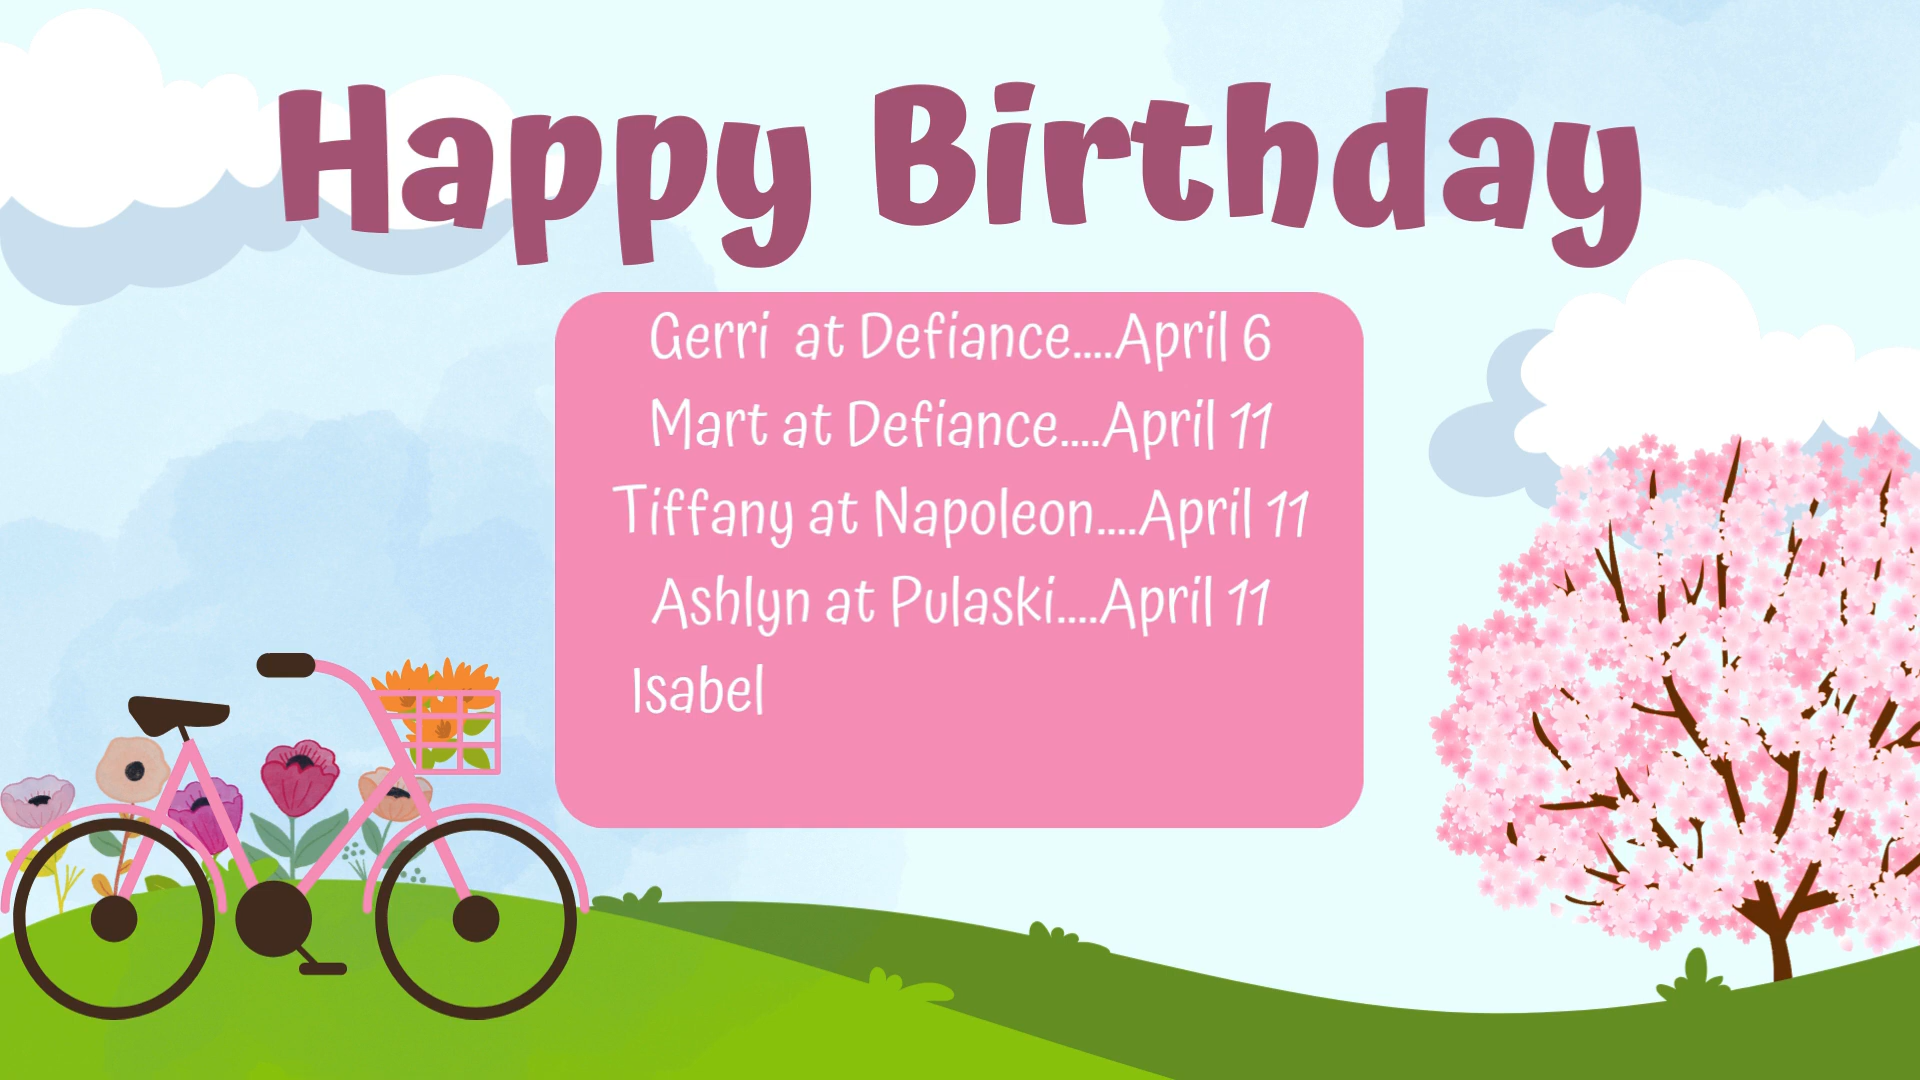 Happy Birthday
Gerri at Defiance....April 6
Mart at Defiance....April 11
Tiffany at Napoleon....April 11
Ashlyn at Pulaski....April 11
Isabel